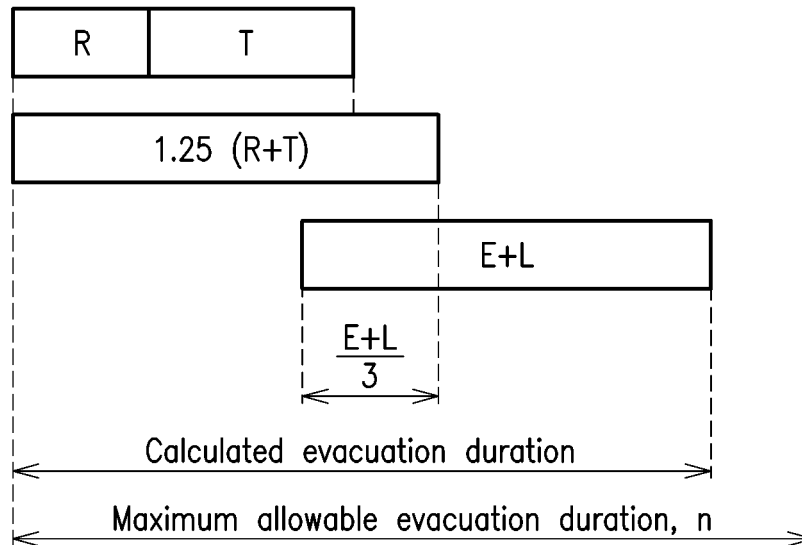 R T
1.25 (R+T)
E+L
E+L
3
Calculated evacuation duration
Maximum allowable evacuation duration, n